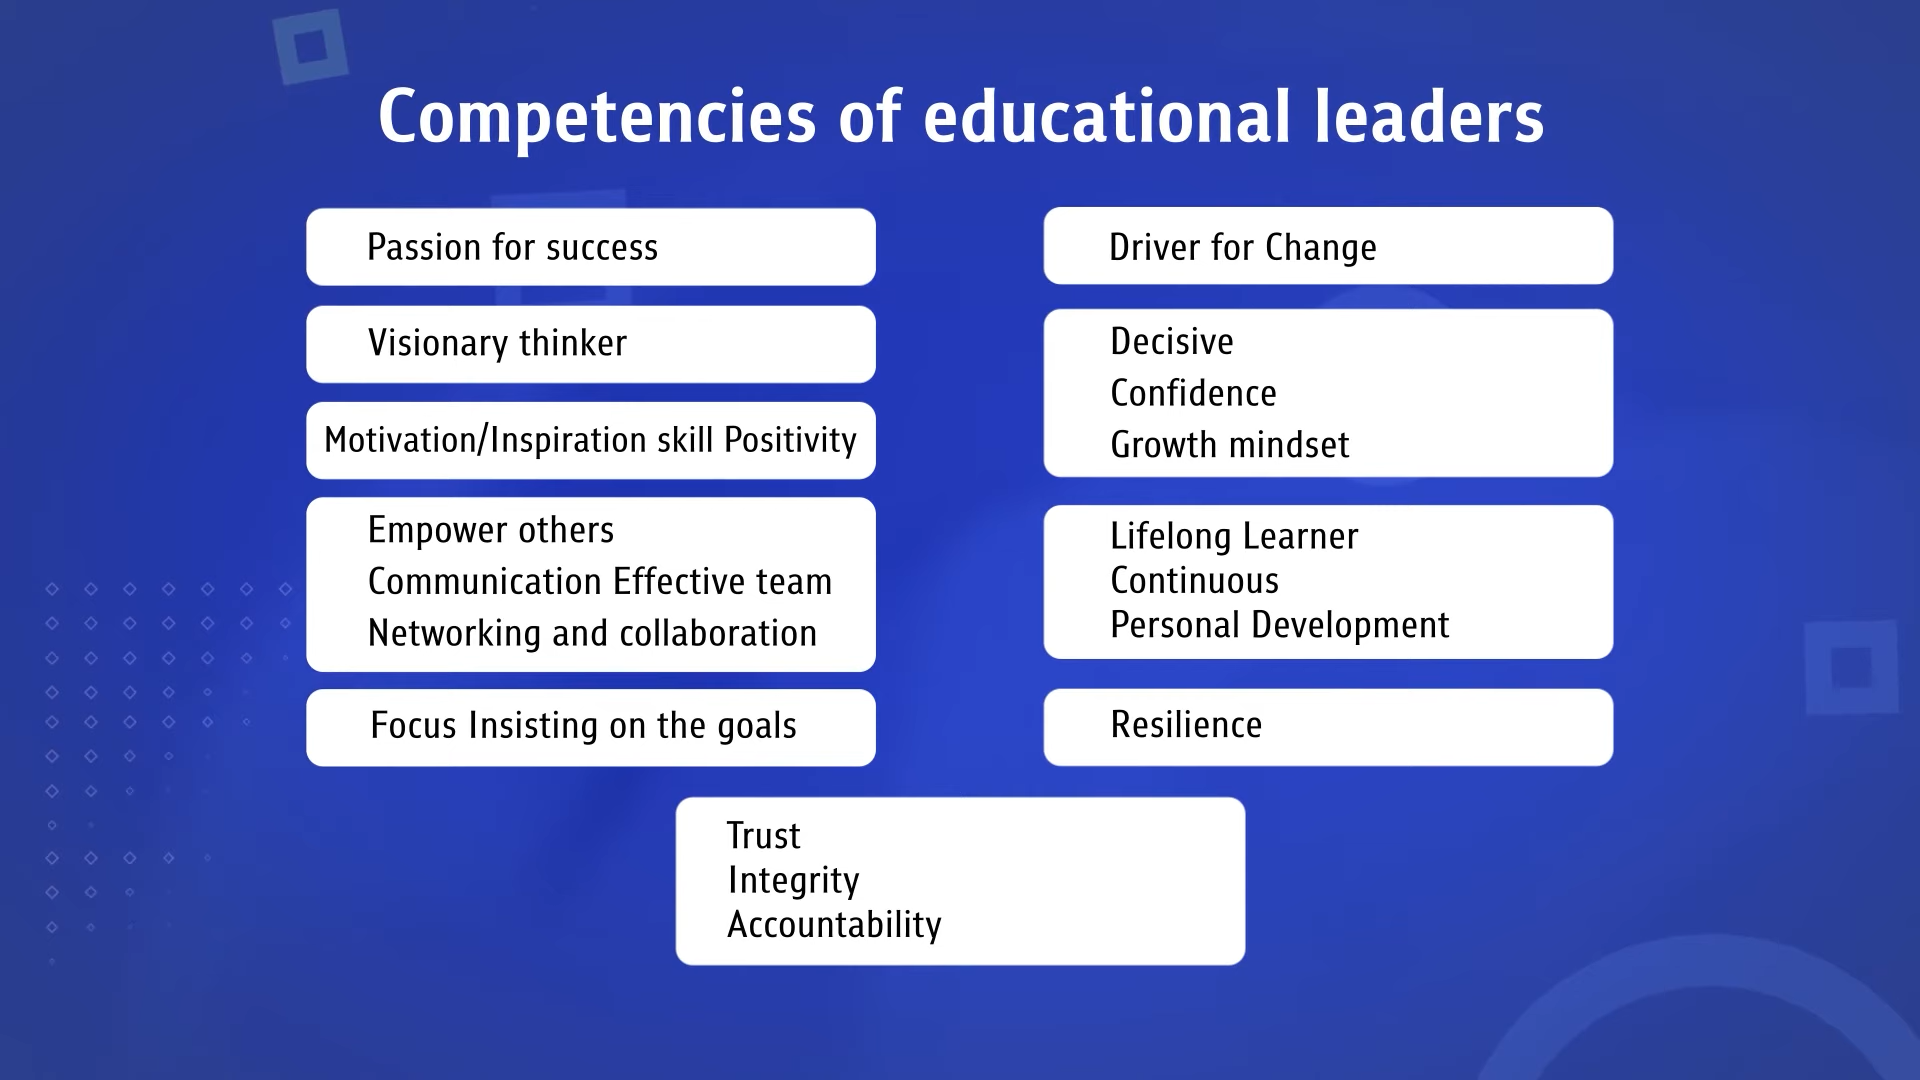 Competencies of educational leaders
Passion for success
Visionary thinker
Motivation/Inspiration skill Positivity
Empower others
Communication Effective team
Networking and collaboration
Focus Insisting on the goals
Driver for Change
Decisive
Confidence
Growth mindset
Lifelong Learner
Continuous
Personal Development
Resilience
Trust
Integrity
Accountability